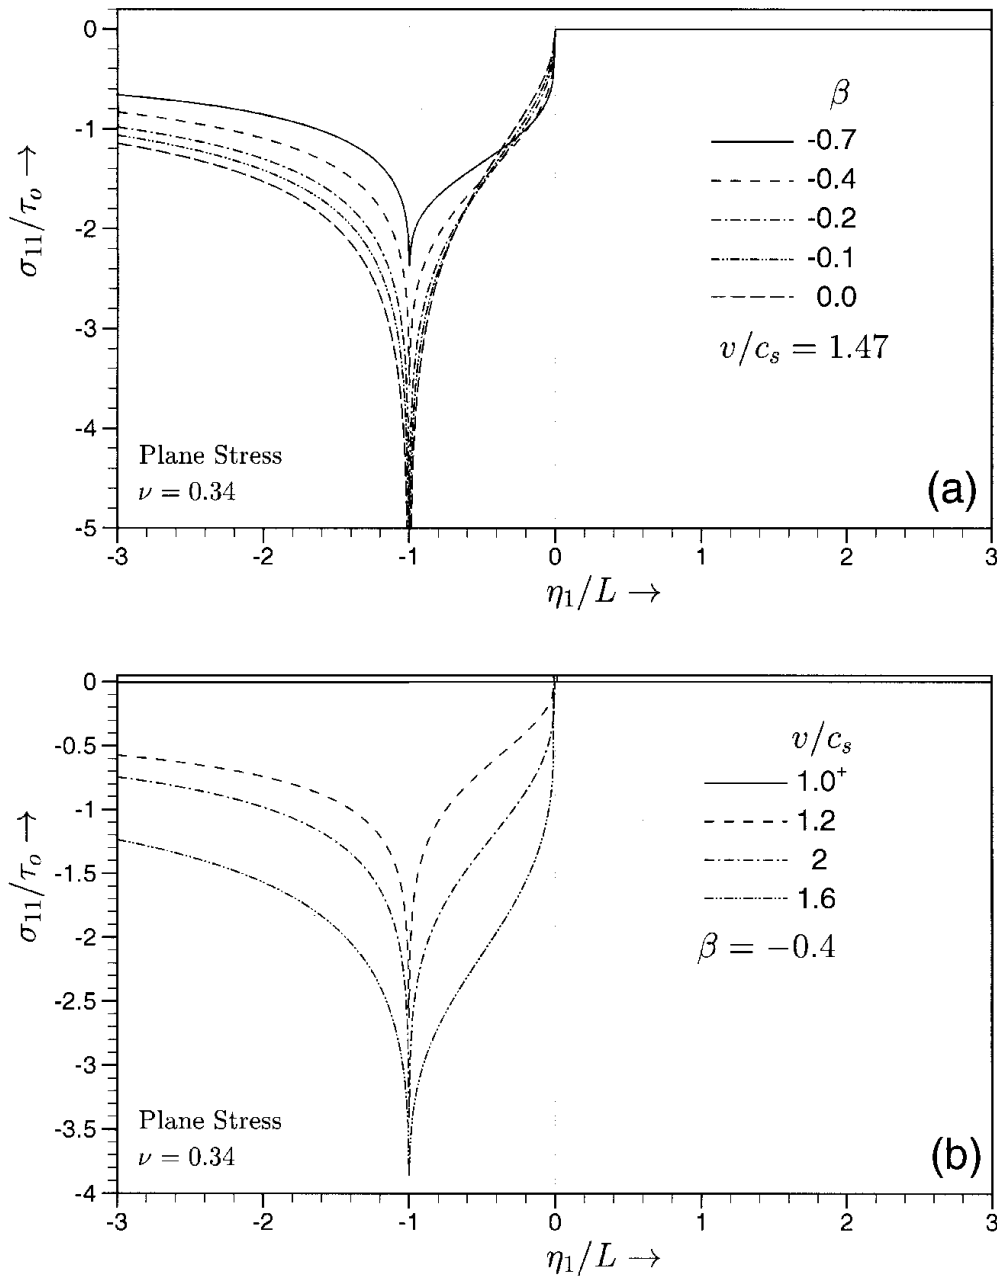 0
-1
-2
-3
-4
-5
σ₁₁/τₒ →
β
-0.7
-0.4
-0.2
-0.1
0.0
v/cₛ = 1.47
Plane Stress
ν = 0.34
(a)
-3 -2 -1 0 1 2 3
η₁/L →
0
-0.5
-1
-1.5
-2
-2.5
-3
-3.5
-4
σ₁₁/τₒ →
v/cₛ
1.0⁺
1.2
2
1.6
β = −0.4
Plane Stress
ν = 0.34
(b)
-3 -2 -1 0 1 2 3
η₁/L →